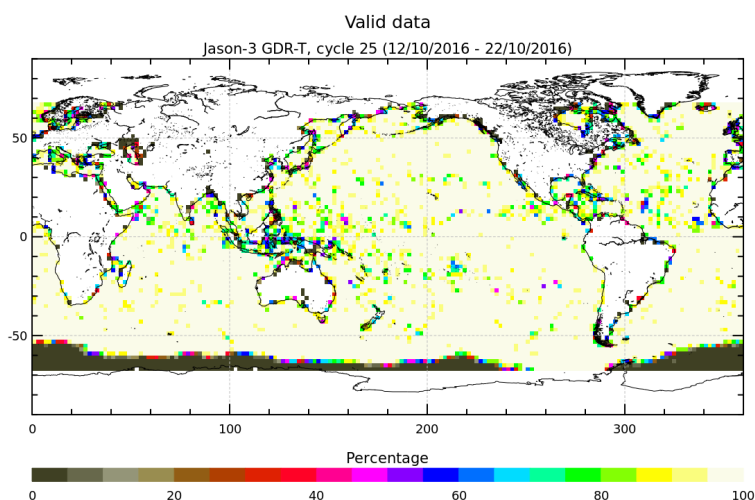 Valid data
Jason-3 GDR-T, cycle 25 (12/10/2016 - 22/10/2016)
50
0
-50
0 100 200 300
Percentage
0 20 40 60 80 100